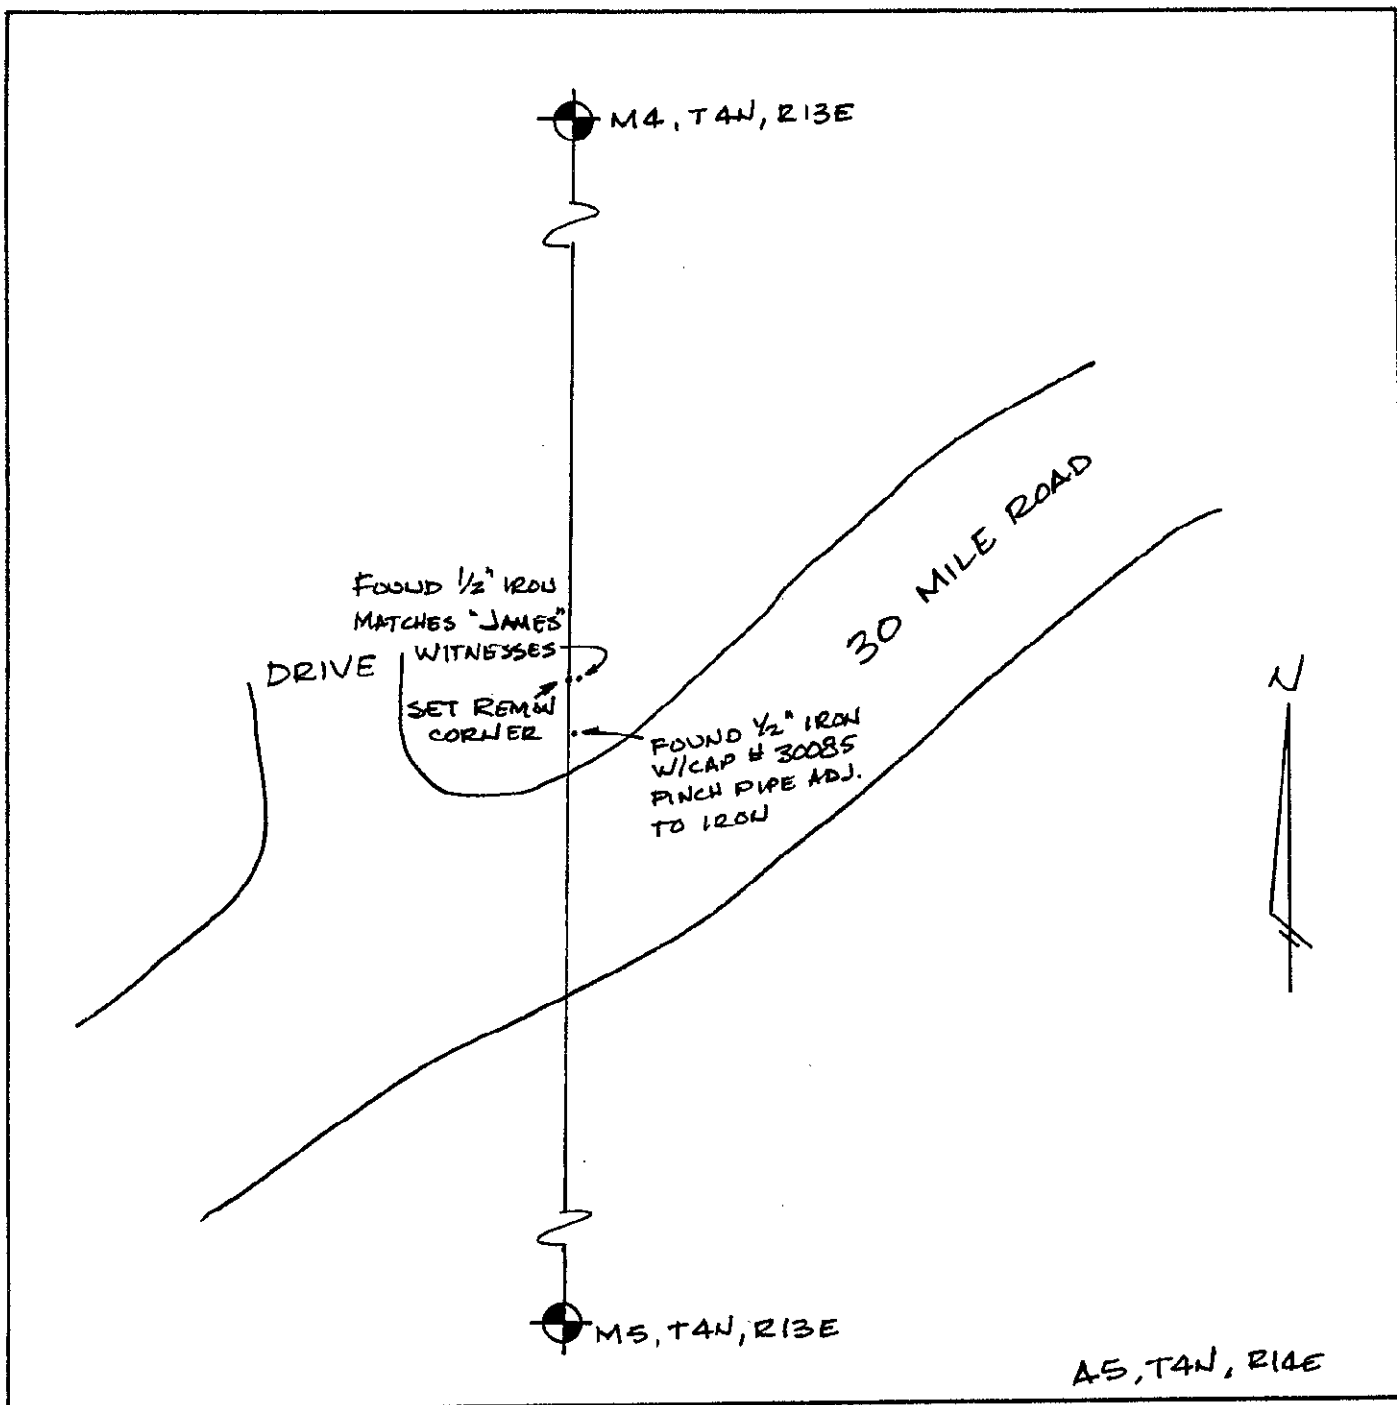 M4, T4N, R13E
30 MILE ROAD
FOUND 1/2" IRON
MATCHES "JAMES"
WITNESSES
DRIVE
SET REMON
CORNER
FOUND 1/2" IRON
W/CAP # 30085
PINCH PIPE ADJ.
TO IRON
N
M5, T4N, R13E
A5, T4N, R14E